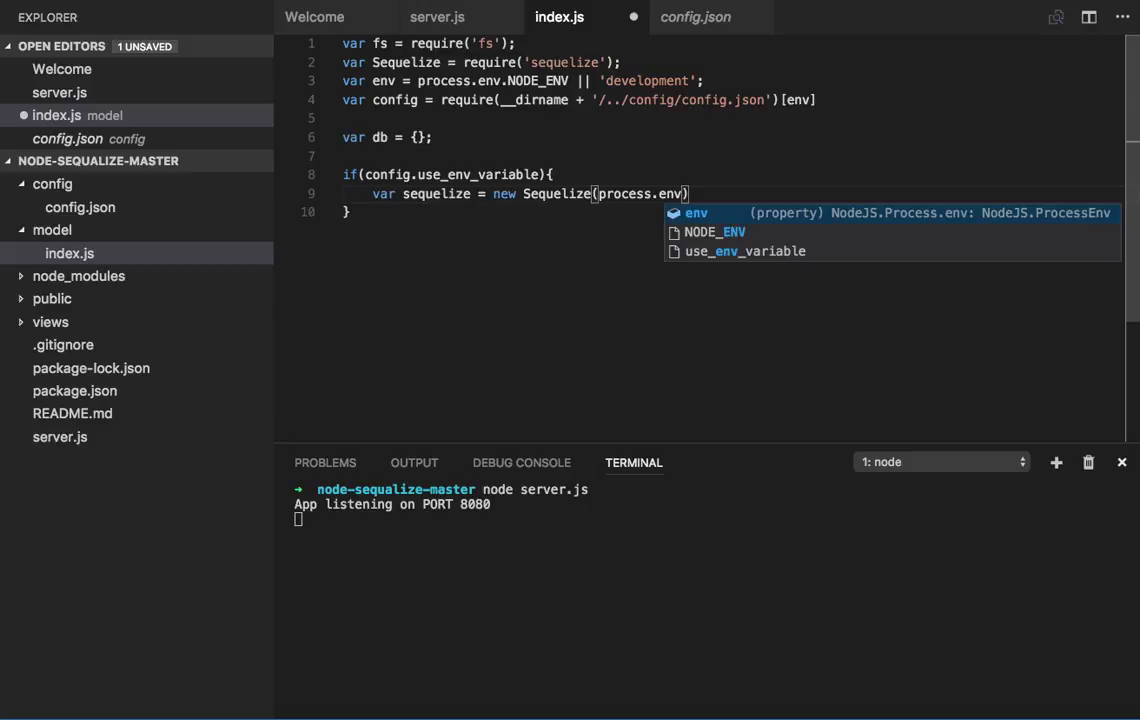 EXPLORER
OPEN EDITORS 1 UNSAVED
Welcome
server.js
index.js model
config.json config
NODE-SEQUALIZE-MASTER
config
config.json
model
index.js
node_modules
public
views
.gitignore
package-lock.json
package.json
README.md
server.js
Welcome server.js index.js config.json
1 var fs = require('fs');
2 var Sequelize = require('sequelize');
3 var env = process.env.NODE_ENV || 'development';
4 var config = require(__dirname + '/../config/config.json')[env]
5
6 var db = {};
7
8 if(config.use_env_variable){
9 var sequelize = new Sequelize(process.env)
10 }
env (property) NodeJS.Process.env: NodeJS.ProcessEnv
NODE_ENV
use_env_variable
PROBLEMS OUTPUT DEBUG CONSOLE TERMINAL 1: node
→ node-sequalize-master node server.js
App listening on PORT 8080